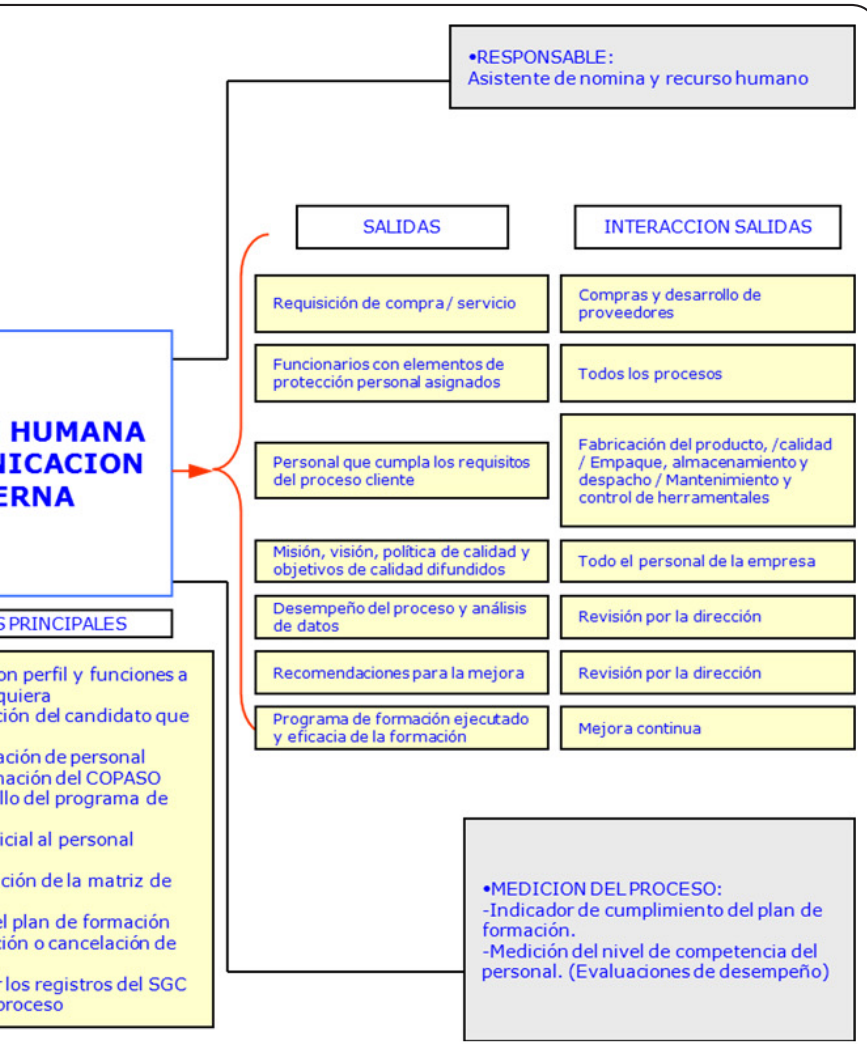 •RESPONSABLE:
Asistente de nomina y recurso humano
SALIDAS
INTERACCION SALIDAS
Requisición de compra / servicio
Compras y desarrollo de
proveedores
Funcionarios con elementos de
protección personal asignados
Todos los procesos
Personal que cumpla los requisitos
del proceso cliente
Fabricación del producto, /calidad
/ Empaque, almacenamiento y
despacho / Mantenimiento y
control de herramentales
Misión, visión, política de calidad y
objetivos de calidad difundidos
Todo el personal de la empresa
Desempeño del proceso y análisis
de datos
Revisión por la dirección
Recomendaciones para la mejora
Revisión por la dirección
Programa de formación ejecutado
y eficacia de la formación
Mejora continua
HUMANA
NICACION
ERNA
S PRINCIPALES
on perfil y funciones a
quiera
ción del candidato que
ación de personal
mación del COPASO
llo del programa de
icial al personal
ción de la matriz de
el plan de formación
ción o cancelación de
r los registros del SGC
proceso
•MEDICION DEL PROCESO:
-Indicador de cumplimiento del plan de
formación.
-Medición del nivel de competencia del
personal. (Evaluaciones de desempeño)